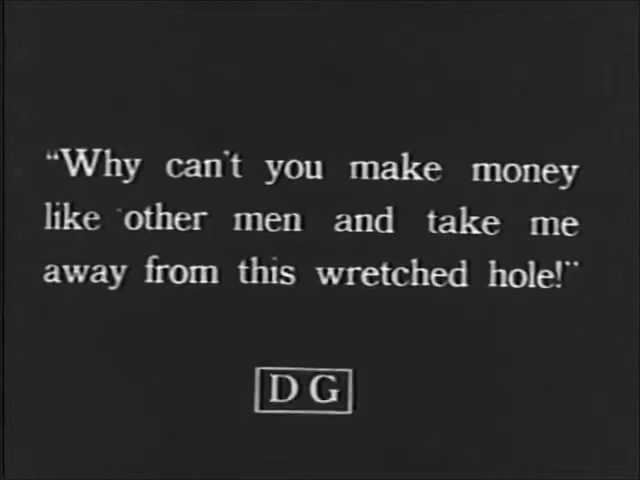 “Why can't you make money
like other men and take me
away from this wretched hole!”
DG